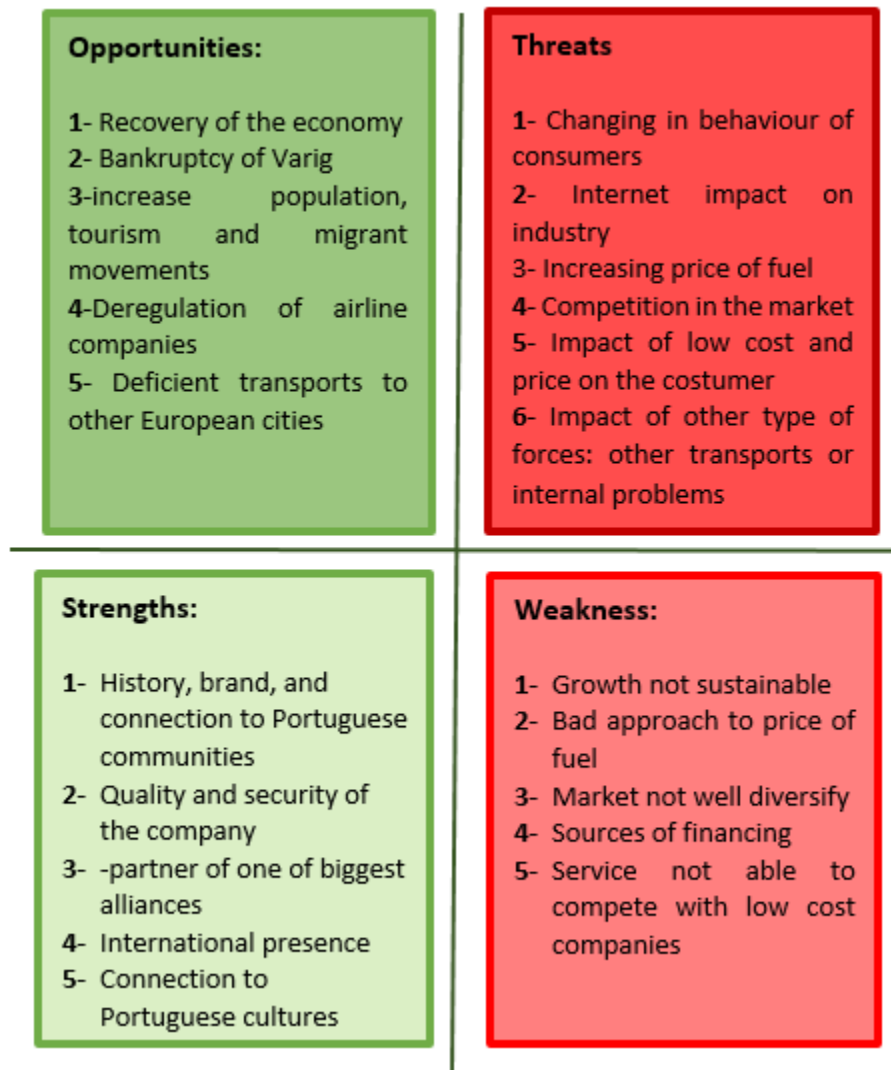 Opportunities:
1- Recovery of the economy
2- Bankruptcy of Varig
3-increase population,
tourism and migrant
movements
4-Deregulation of airline
companies
5- Deficient transports to
other European cities
Threats
1- Changing in behaviour of
consumers
2- Internet impact on
industry
3- Increasing price of fuel
4- Competition in the market
5- Impact of low cost and
price on the costumer
6- Impact of other type of
forces: other transports or
internal problems
Strengths:
1- History, brand, and
connection to Portuguese
communities
2- Quality and security of
the company
3- -partner of one of biggest
alliances
4- International presence
5- Connection to
Portuguese cultures
Weakness:
1- Growth not sustainable
2- Bad approach to price of
fuel
3- Market not well diversify
4- Sources of financing
5- Service not able to
compete with low cost
companies